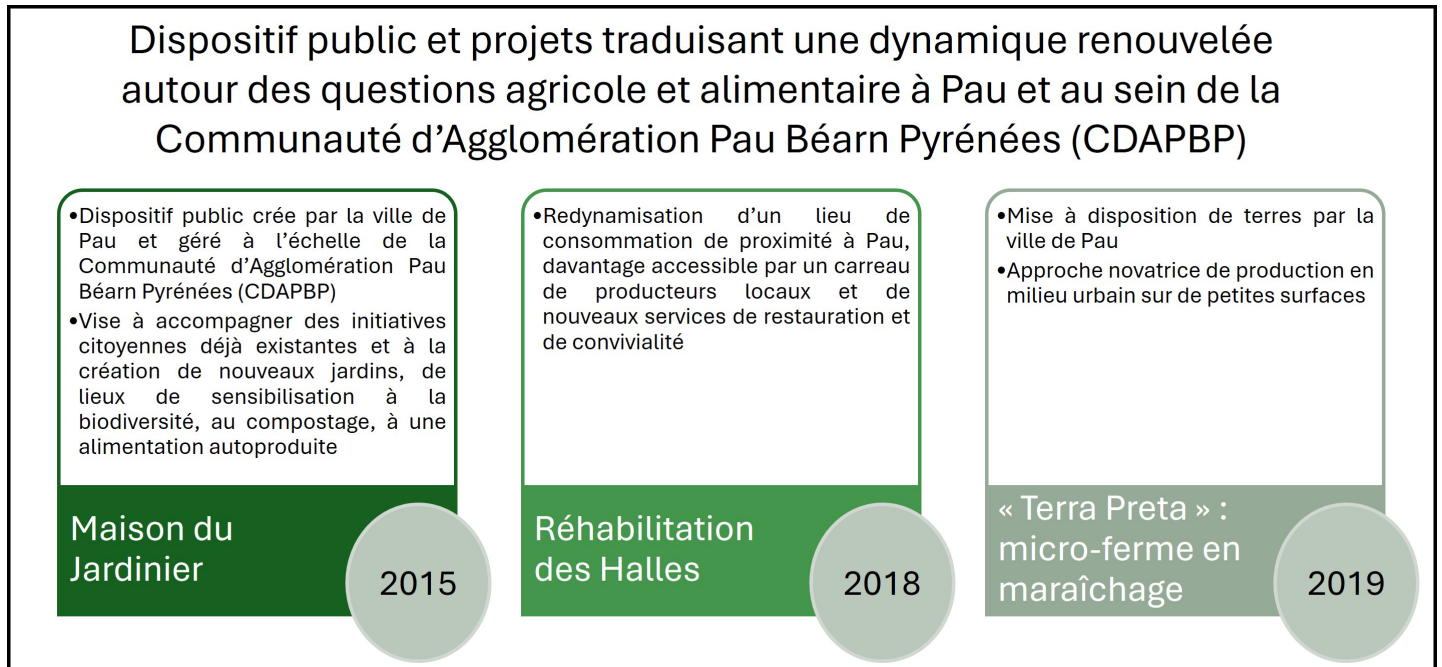 Dispositif public et projets traduisant une dynamique renouvelée
autour des questions agricole et alimentaire à Pau et au sein de la
Communauté d’Agglomération Pau Béarn Pyrénées (CDAPBP)
•Dispositif public crée par la ville de
Pau et géré à l’échelle de la
Communauté d’Agglomération Pau
Béarn Pyrénées (CDAPBP)
•Vise à accompagner des initiatives
citoyennes déjà existantes et à la
création de nouveaux jardins, de
lieux de sensibilisation à la
biodiversité, au compostage, à une
alimentation autoproduite
Maison du
Jardinier
2015
•Redynamisation d’un lieu de
consommation de proximité à Pau,
davantage accessible par un carreau
de producteurs locaux et de
nouveaux services de restauration et
de convivialité
Réhabilitation
des Halles
2018
•Mise à disposition de terres par la
ville de Pau
•Approche novatrice de production en
milieu urbain sur de petites surfaces
« Terra Preta » :
micro-ferme en
maraîchage
2019